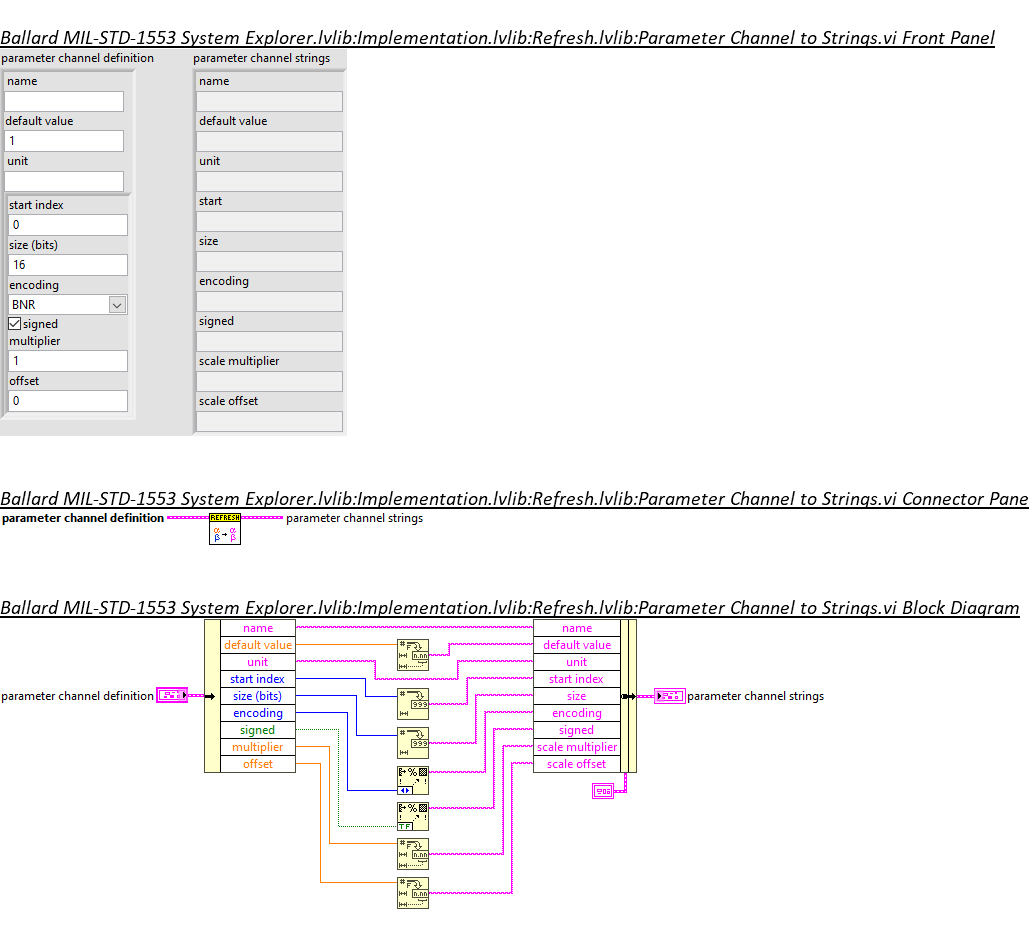 Ballard MIL-STD-1553 System Explorer.lvlib:Implementation.lvlib:Refresh.lvlib:Parameter Channel to Strings.vi Front Panel
parameter channel definition
name
default value
1
unit
start index
0
size (bits)
16
encoding
BNR
signed
multiplier
1
offset
0
parameter channel strings
name
default value
unit
start
size
encoding
signed
scale multiplier
scale offset
Ballard MIL-STD-1553 System Explorer.lvlib:Implementation.lvlib:Refresh.lvlib:Parameter Channel to Strings.vi Connector Pane
parameter channel definition
REFRESH
α β → α β
parameter channel strings
Ballard MIL-STD-1553 System Explorer.lvlib:Implementation.lvlib:Refresh.lvlib:Parameter Channel to Strings.vi Block Diagram
parameter channel definition
name
default value
unit
start index
size (bits)
encoding
signed
multiplier
offset
999
999
TF
name
default value
unit
start index
size
encoding
signed
scale multiplier
scale offset
parameter channel strings